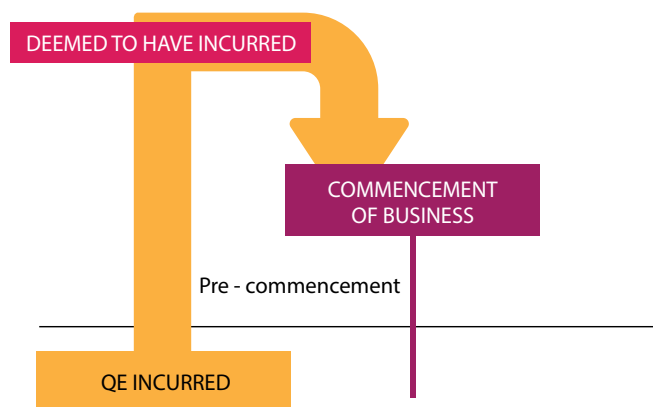 DEEMED TO HAVE INCURRED
COMMENCEMENT
OF BUSINESS
Pre - commencement
QE INCURRED